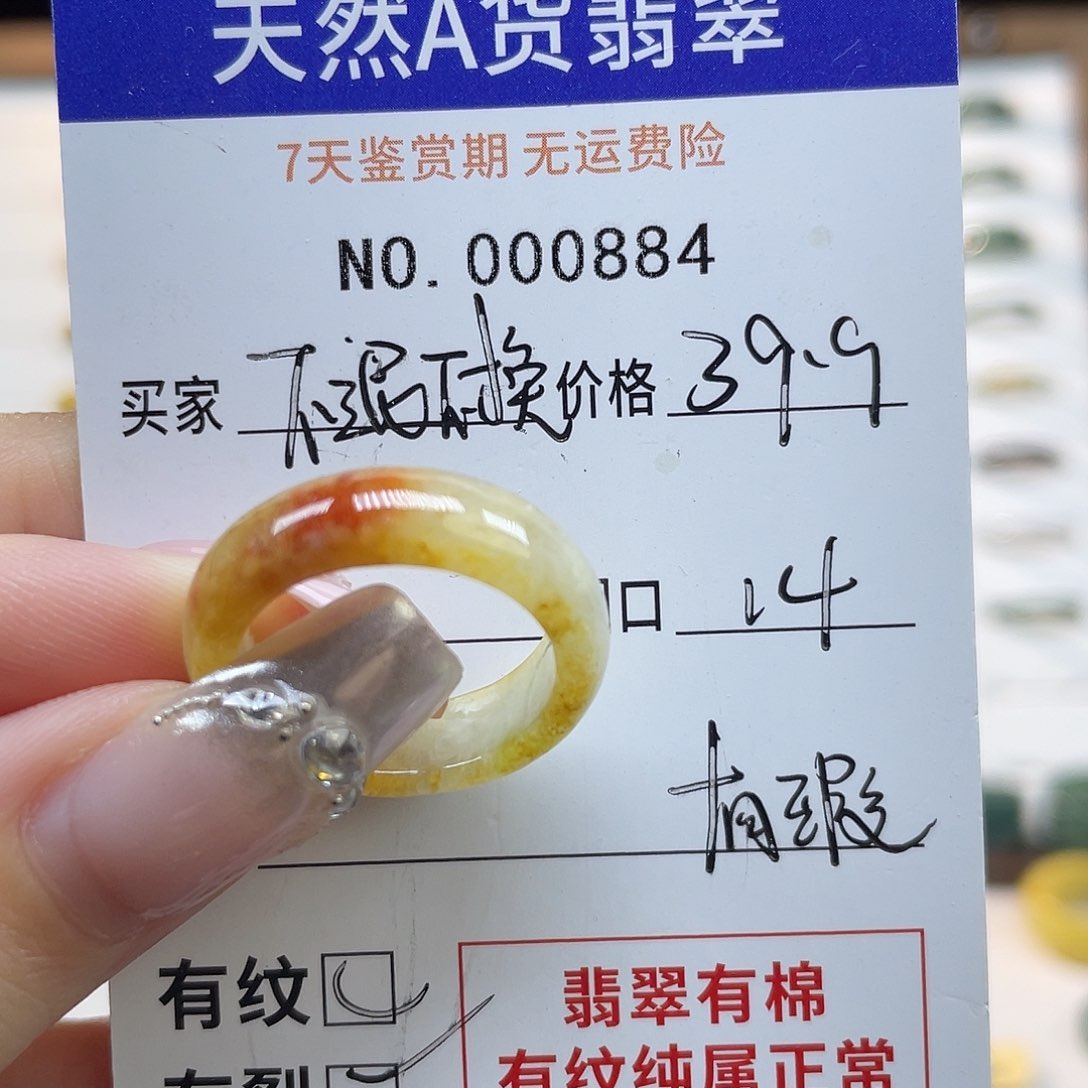 天然A货翡翠
7天鉴赏期 无运费险
NO. 000884
买家 不退不换 价格 39.9
口 14
有瑕
有纹
有裂
翡翠有棉
有纹纯属正常